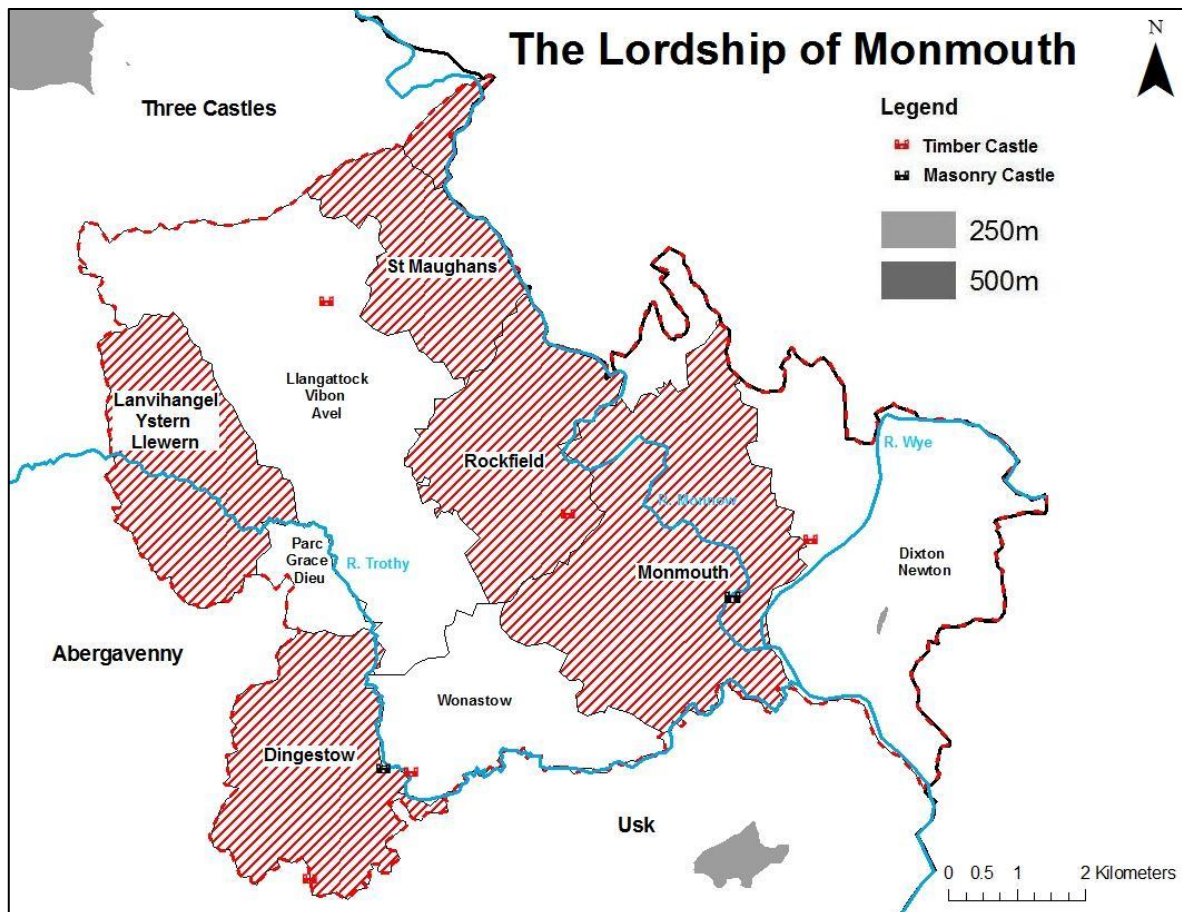 The Lordship of Monmouth
N
Legend
Timber Castle
Masonry Castle
250m
500m
Three Castles
St Maughans
Llangattock
Vibon
Avel
Lanvihangel
Ystern
Llewern
Rockfield
R. Wye
R. Monnow
Parc
Grace
Dieu
R. Trothy
Monmouth
Dixton
Newton
Abergavenny
Wonastow
Dingestow
Usk
0 0.5 1 2 Kilometers